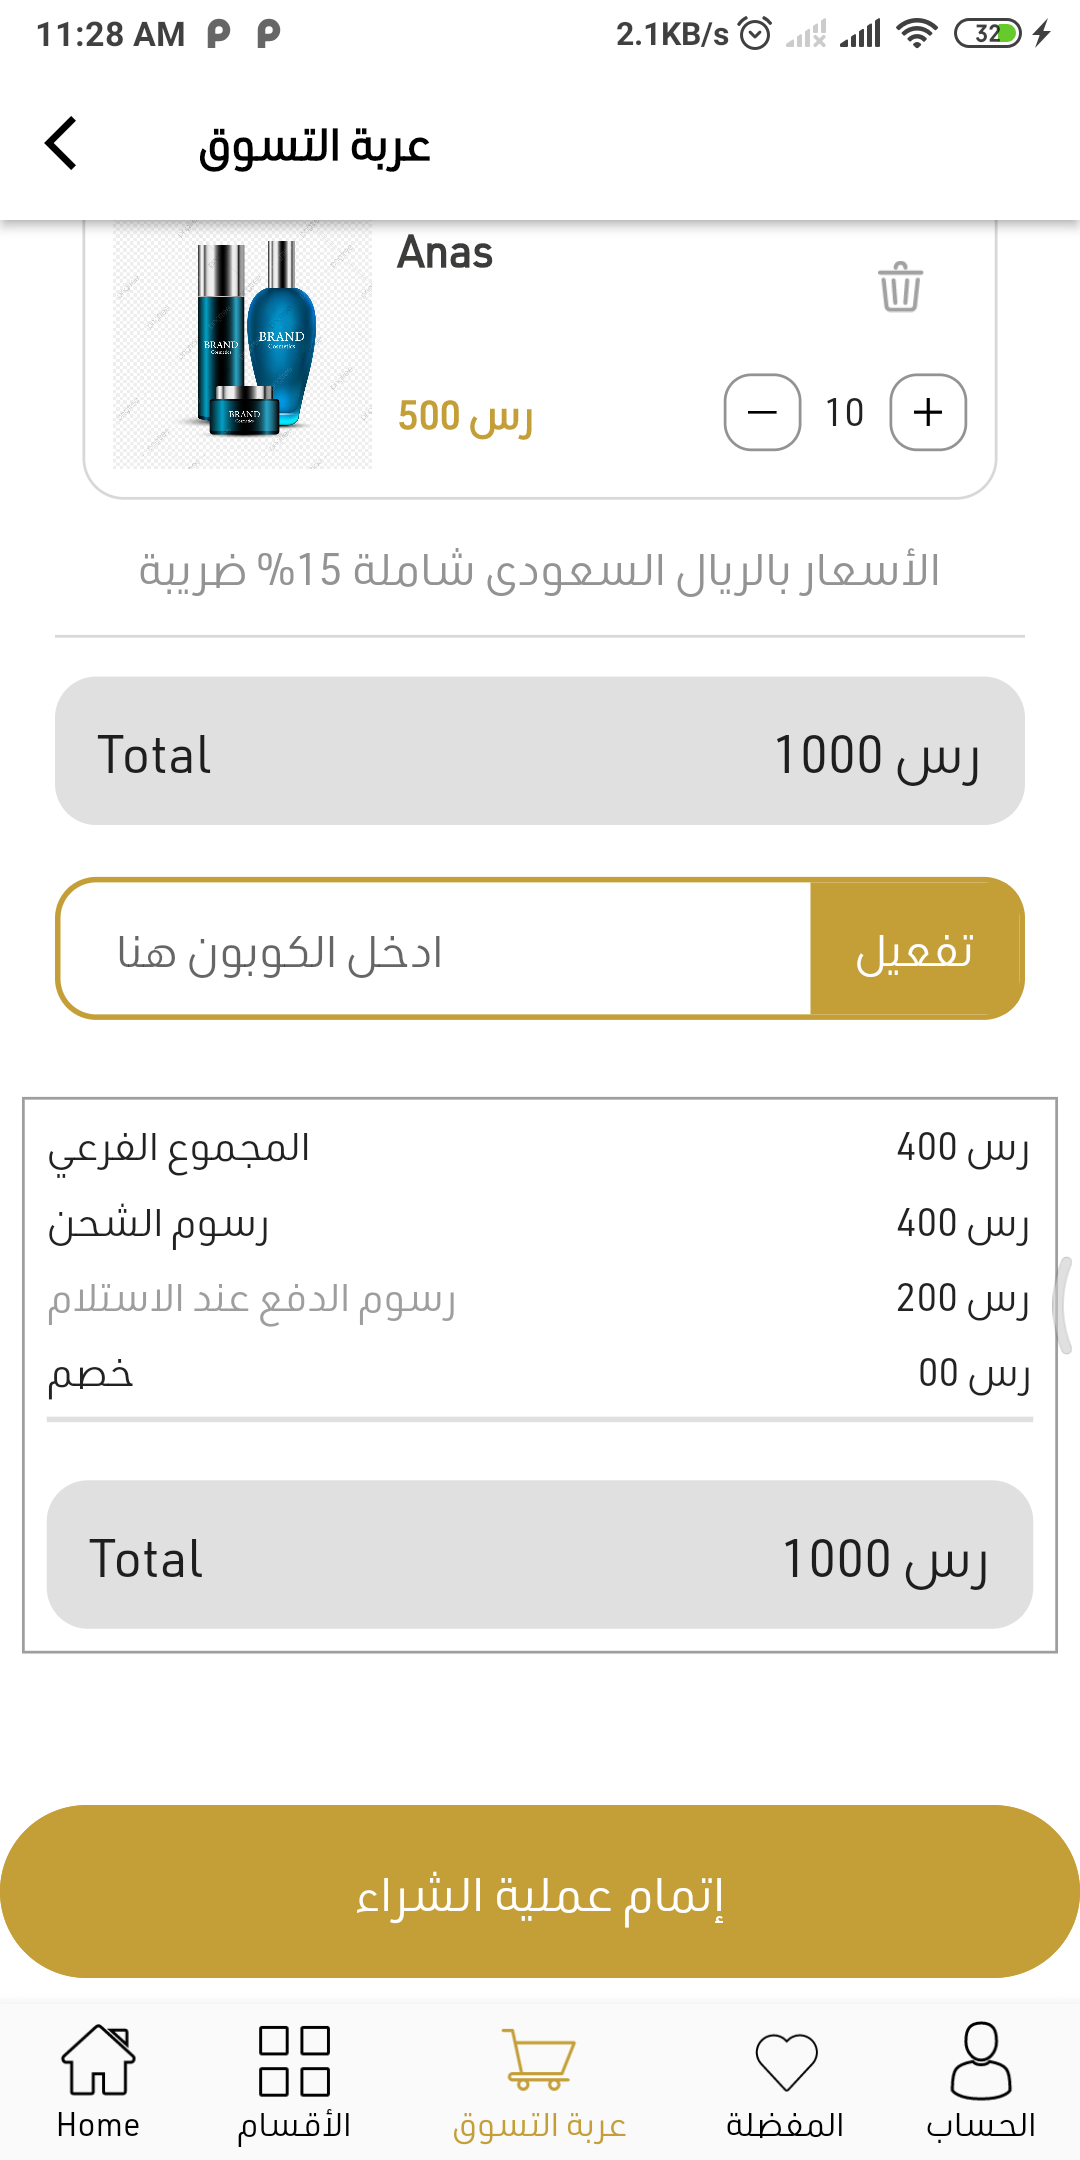 11:28 AM
2.1KB/s
32
عربة التسوق
Anas
BRAND
Cosmetics
BRAND
Cosmetics
BRAND
Cosmetics
500 رس
10
الأسعار بالريال السعودى شاملة 15% ضريبة
Total
1000 رس
ادخل الكوبون هنا
تفعيل
المجموع الفرعي
400 رس
رسوم الشحن
400 رس
رسوم الدفع عند الاستلام
200 رس
خصم
00 رس
Total
1000 رس
إتمام عملية الشراء
Home
الأقسام
عربة التسوق
المفضلة
الحساب